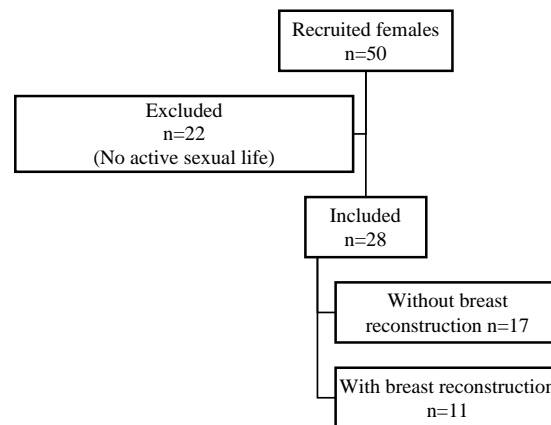 Recruited females
n=50
Excluded
n=22
(No active sexual life)
Included
n=28
Without breast
reconstruction n=17
With breast reconstruction
n=11